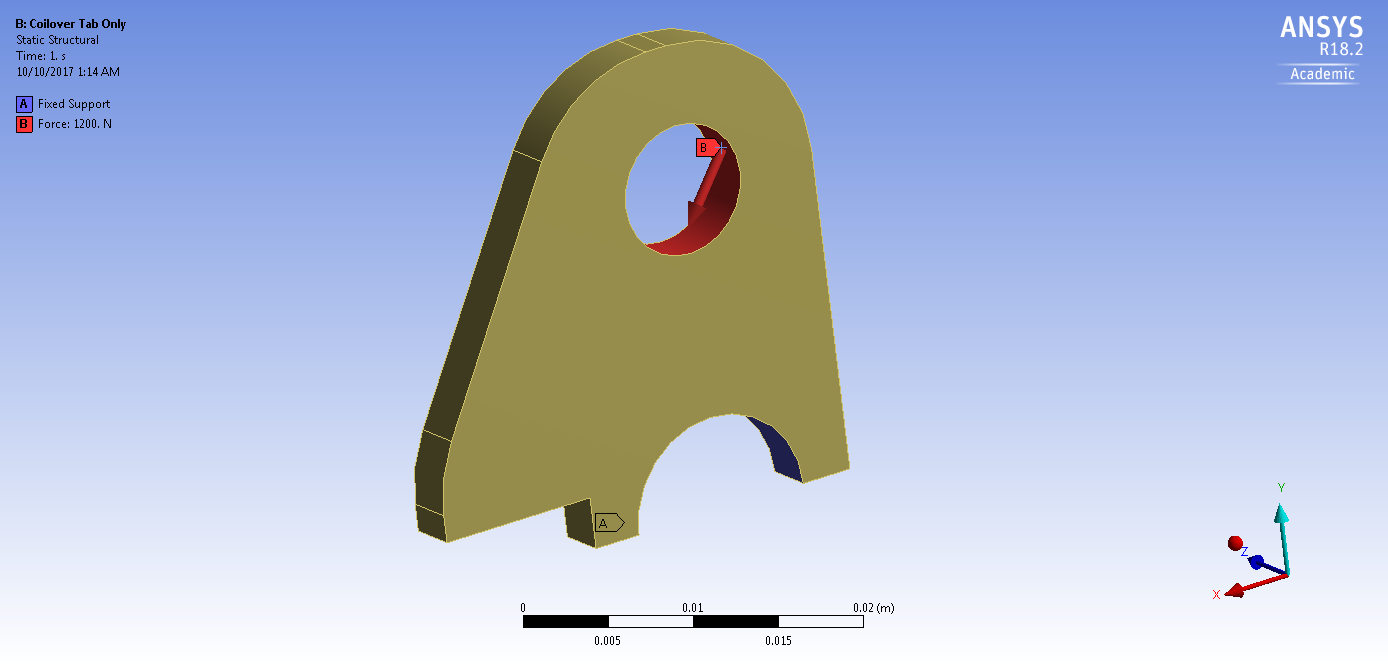 B: Coilover Tab Only
Static Structural
Time: 1. s
10/10/2017 1:14 AM
A Fixed Support
B Force: 1200. N
ANSYS
R18.2
Academic
B
A
Y
Z
X
0 0.01 0.02 (m)
0.005 0.015